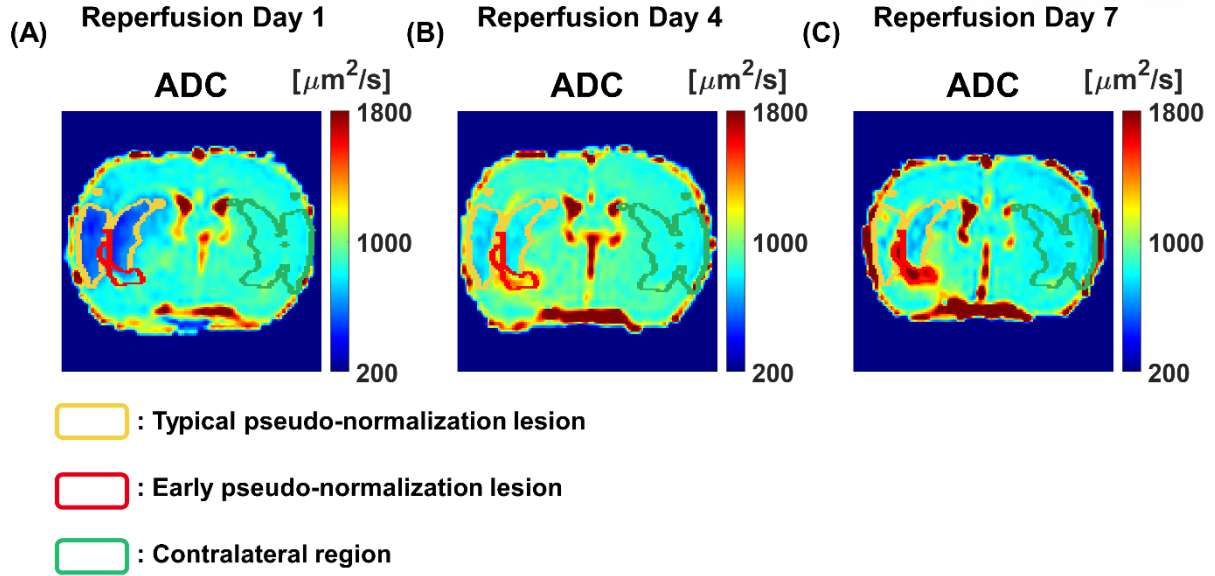 (A) Reperfusion Day 1
ADC [μm²/s]
1800
1000
200
(B) Reperfusion Day 4
ADC [μm²/s]
1800
1000
200
(C) Reperfusion Day 7
ADC [μm²/s]
1800
1000
200
: Typical pseudo-normalization lesion
: Early pseudo-normalization lesion
: Contralateral region